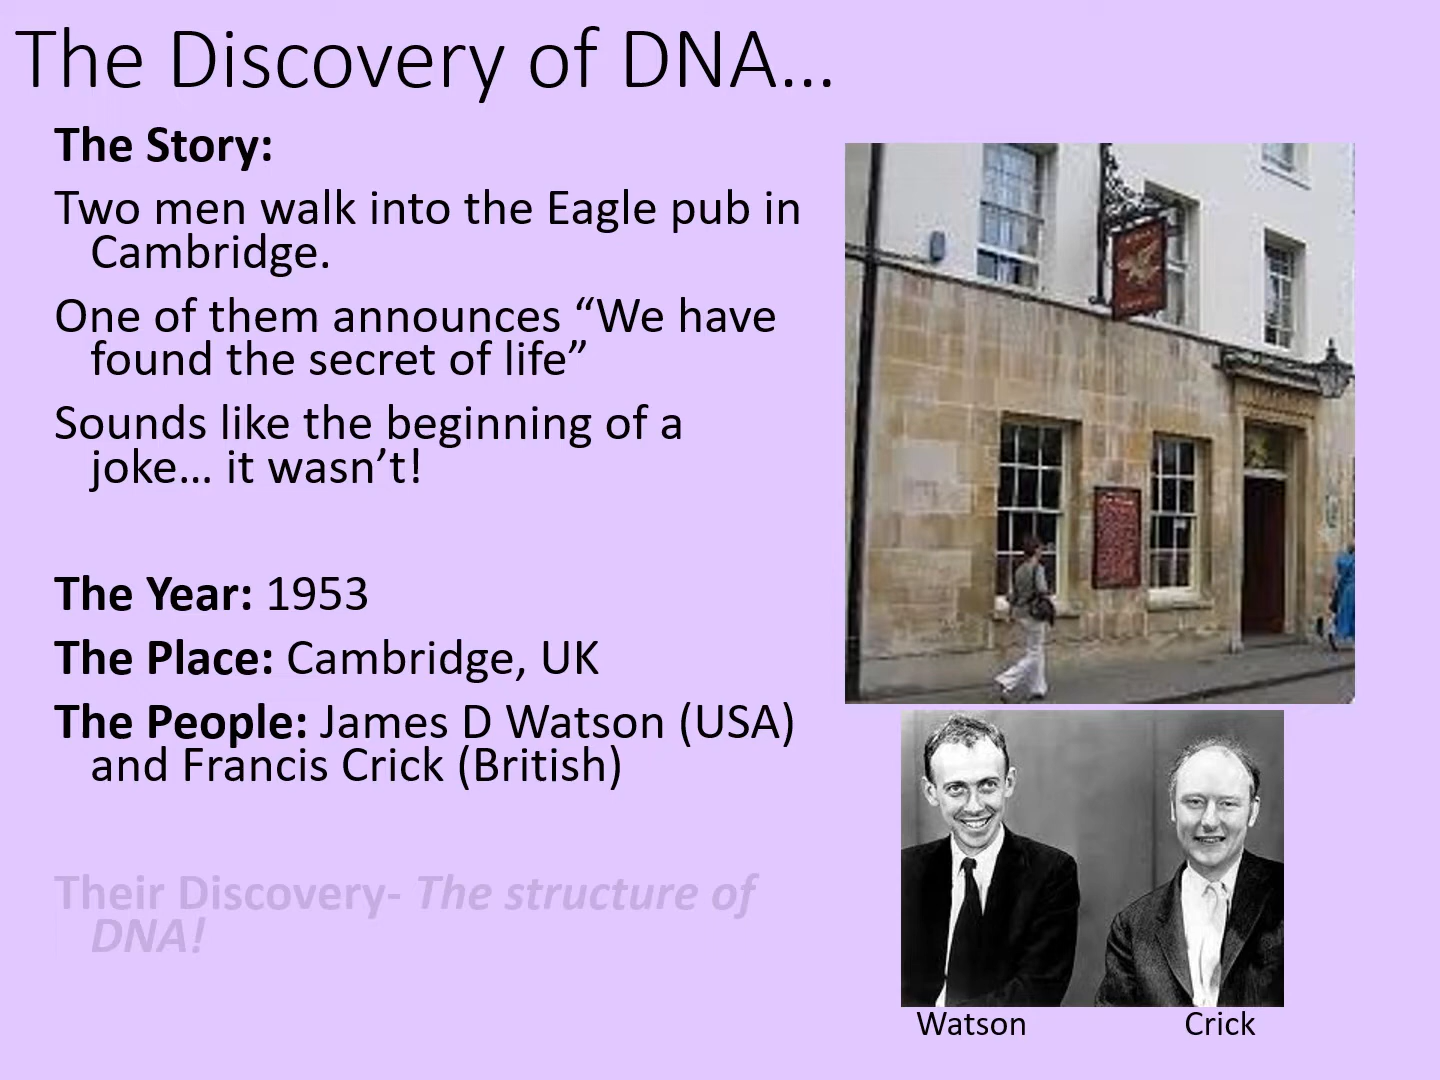 The Discovery of DNA...
The Story:
Two men walk into the Eagle pub in
Cambridge.
One of them announces “We have
found the secret of life”
Sounds like the beginning of a
joke... it wasn’t!
The Year: 1953
The Place: Cambridge, UK
The People: James D Watson (USA)
and Francis Crick (British)
Their Discovery- The structure of
DNA!
Watson
Crick